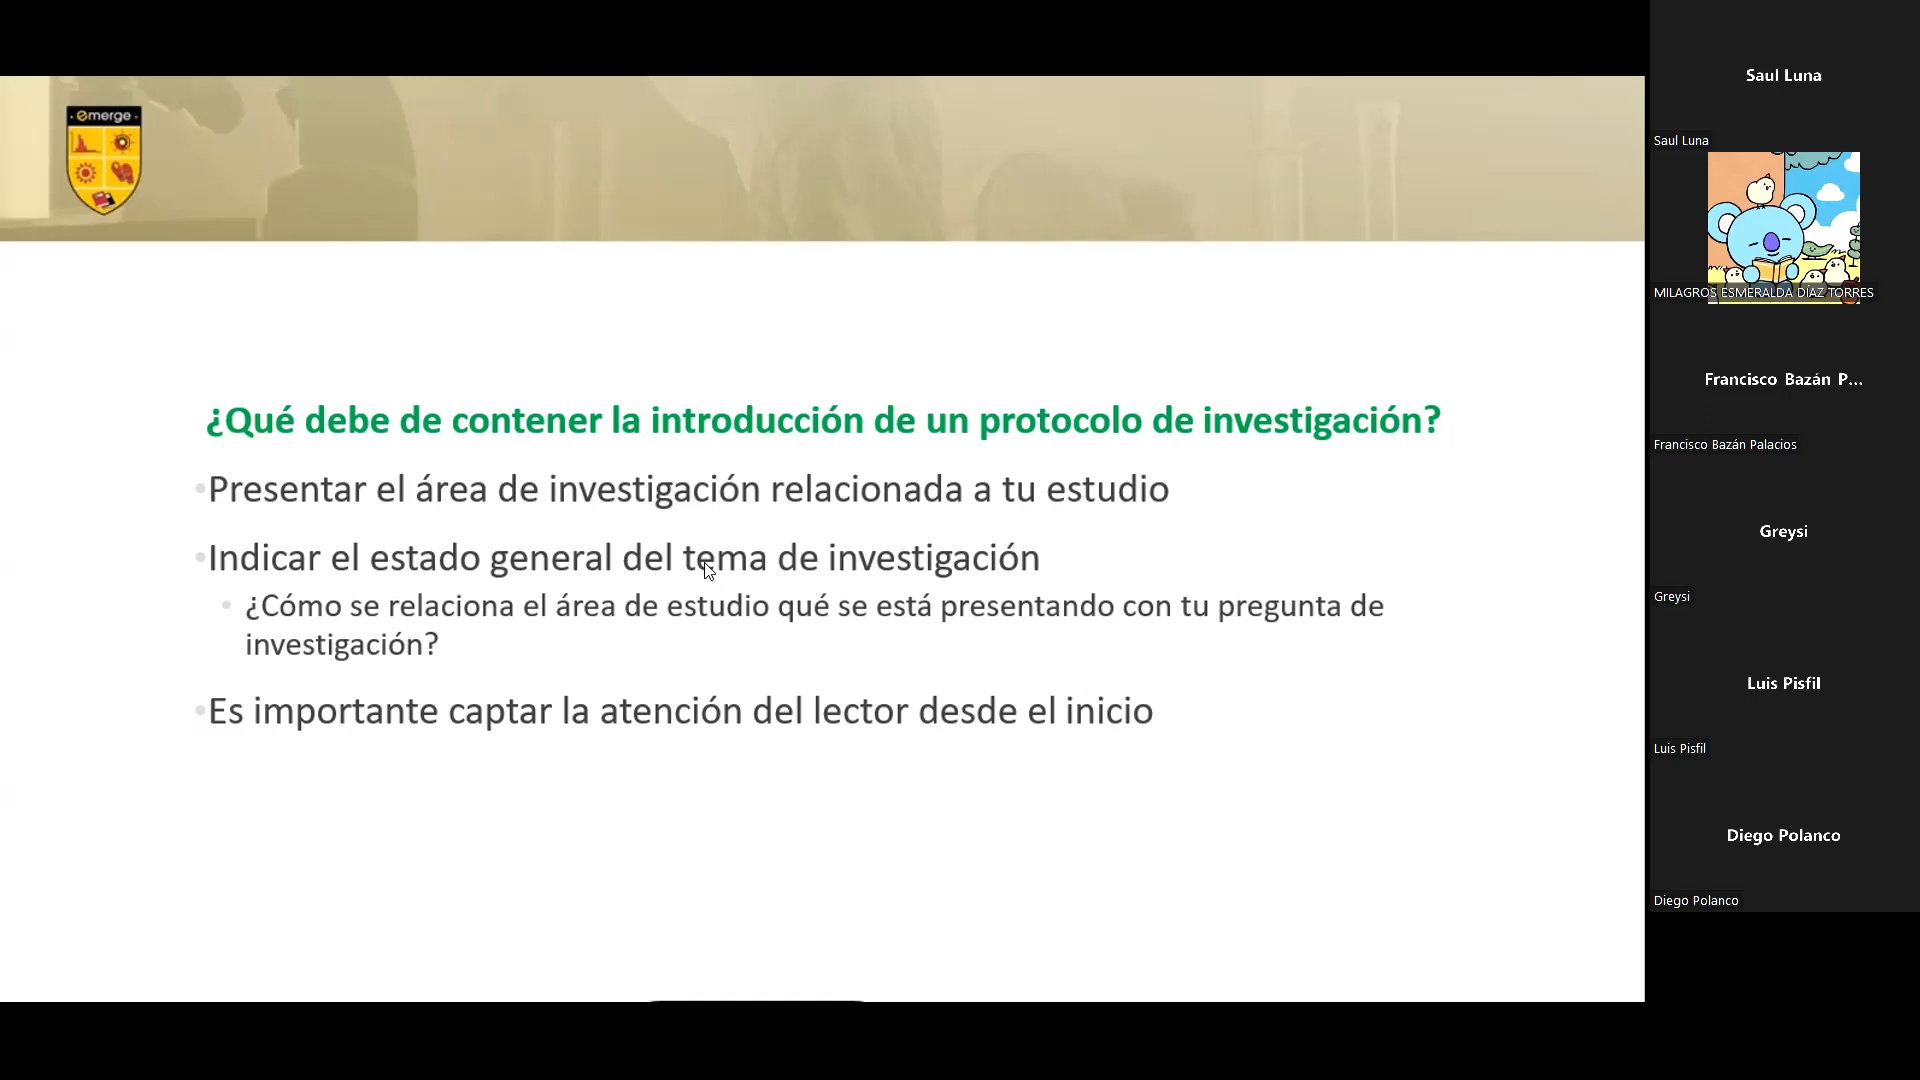 emerge
¿Qué debe de contener la introducción de un protocolo de investigación?
•Presentar el área de investigación relacionada a tu estudio
•Indicar el estado general del tema de investigación
• ¿Cómo se relaciona el área de estudio qué se está presentando con tu pregunta de
investigación?
•Es importante captar la atención del lector desde el inicio
Saul Luna
Saul Luna
MILAGROS ESMERALDA DÍAZ TORRES
Francisco Bazán P...
Francisco Bazán Palacios
Greysi
Greysi
Luis Pisfil
Luis Pisfil
Diego Polanco
Diego Polanco